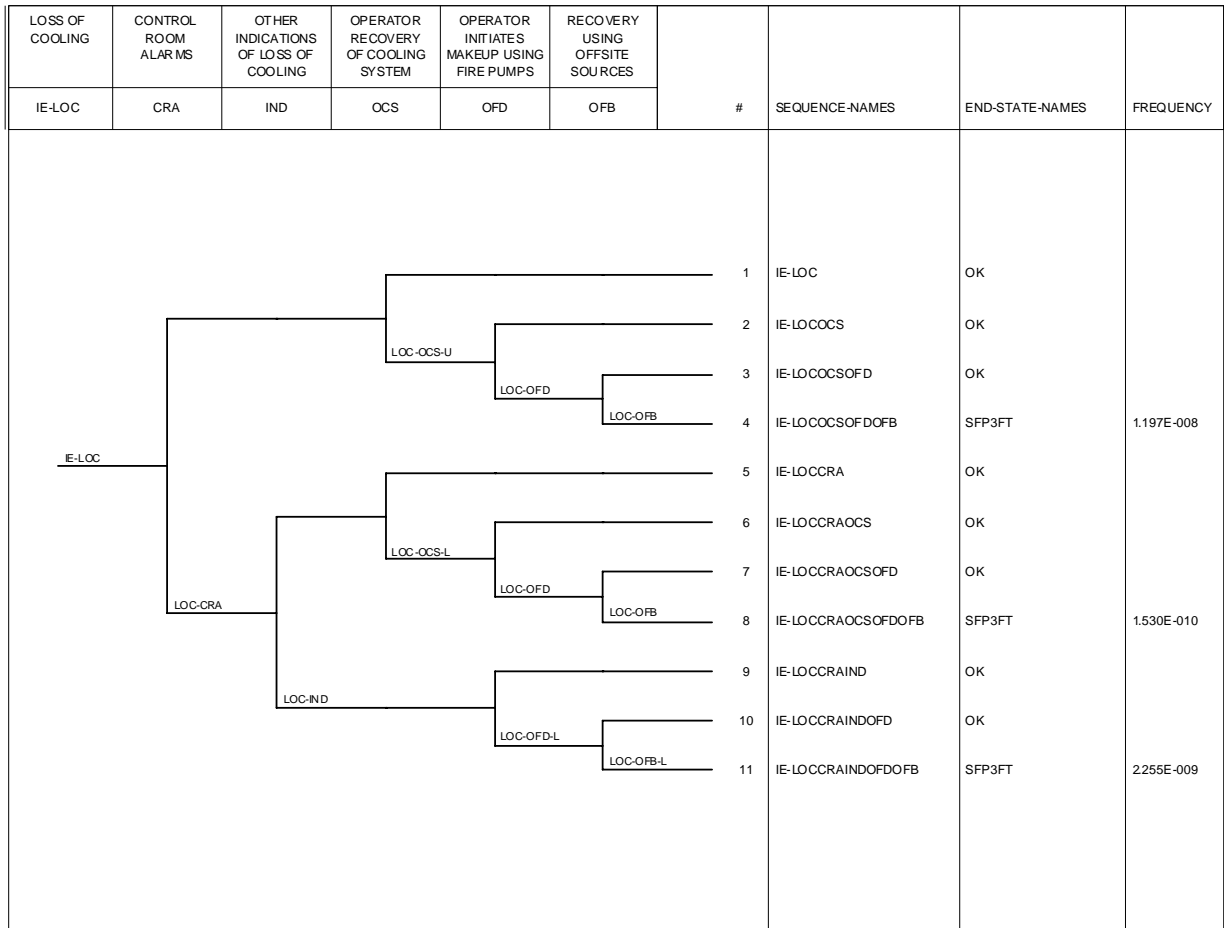 LOSS OF
COOLING
CONTROL
ROOM
ALARMS
OTHER
INDICATIONS
OF LOSS OF
COOLING
OPERATOR
RECOVERY
OF COOLING
SYSTEM
OPERATOR
INITIATES
MAKEUP USING
FIRE PUMPS
RECOVERY
USING
OFFSITE
SOURCES
IE-LOC CRA IND OCS OFD OFB # SEQUENCE-NAMES END-STATE-NAMES FREQUENCY
1 IE-LOC OK
2 IE-LOCOCS OK
LOC-OCS-U
3 IE-LOCOCSOFD OK
LOC-OFD
LOC-OFB
4 IE-LOCOCSOFDOFB SFP3FT 1.197E-008
IE-LOC
5 IE-LOCCRA OK
6 IE-LOCCRAOCS OK
LOC-OCS-L
7 IE-LOCCRAOCSOFD OK
LOC-OFD
LOC-CRA
LOC-OFB
8 IE-LOCCRAOCSOFDOFB SFP3FT 1.530E-010
9 IE-LOCCRAIND OK
LOC-IND
10 IE-LOCCRAINDOFD OK
LOC-OFD-L
LOC-OFB-L
11 IE-LOCCRAINDOFDOFB SFP3FT 2.255E-009